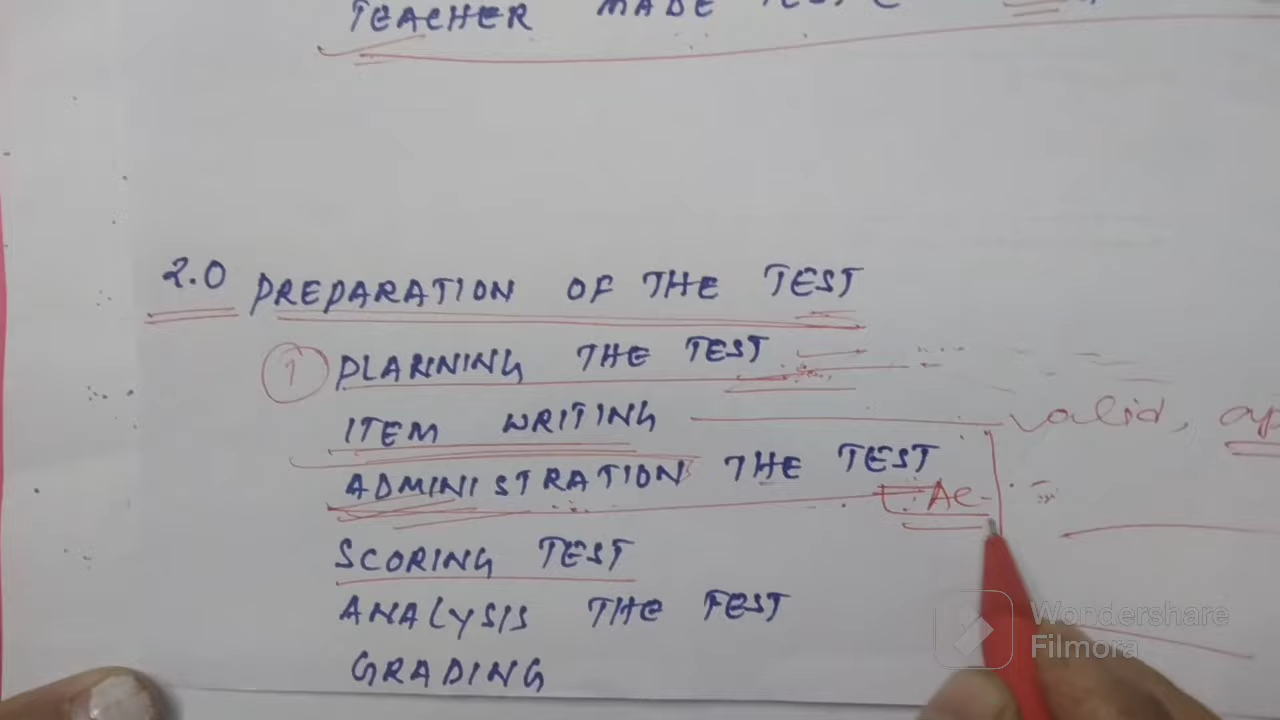 TEACHER MADE TEST
2.0 PREPARATION OF THE TEST
1 PLANNING THE TEST
ITEM WRITING valid,
ADMINISTRATION THE TEST
SCORING TEST
ANALYSIS THE TEST
GRADING
Wondershare
Filmora